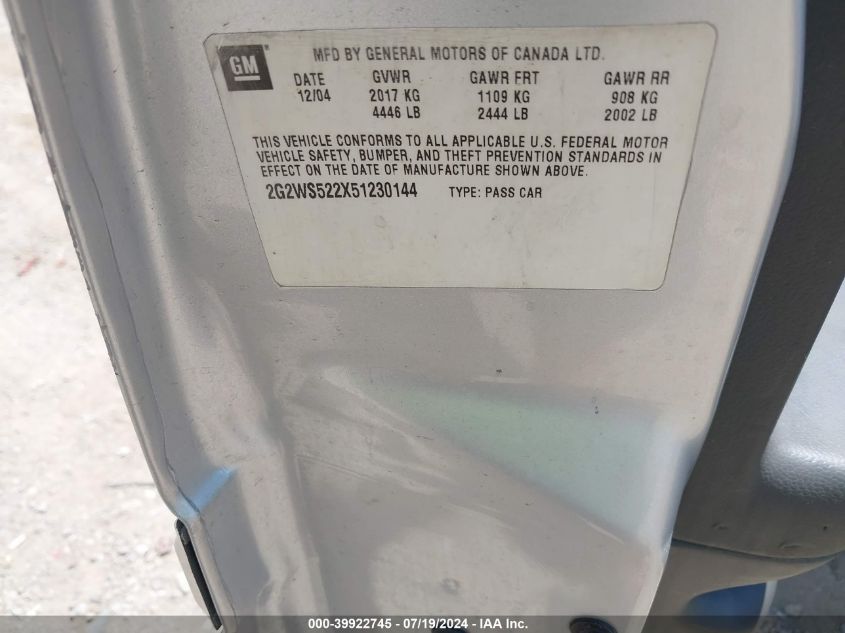 GM
MFD BY GENERAL MOTORS OF CANADA LTD.
DATE GVWR GAWR FRT GAWR RR
12/04 2017 KG 1109 KG 908 KG
4446 LB 2444 LB 2002 LB
THIS VEHICLE CONFORMS TO ALL APPLICABLE U.S. FEDERAL MOTOR
VEHICLE SAFETY, BUMPER, AND THEFT PREVENTION STANDARDS IN
EFFECT ON THE DATE OF MANUFACTURE SHOWN ABOVE.
2G2WS522X51230144 TYPE: PASS CAR
000-39922745 - 07/19/2024 - IAA Inc.